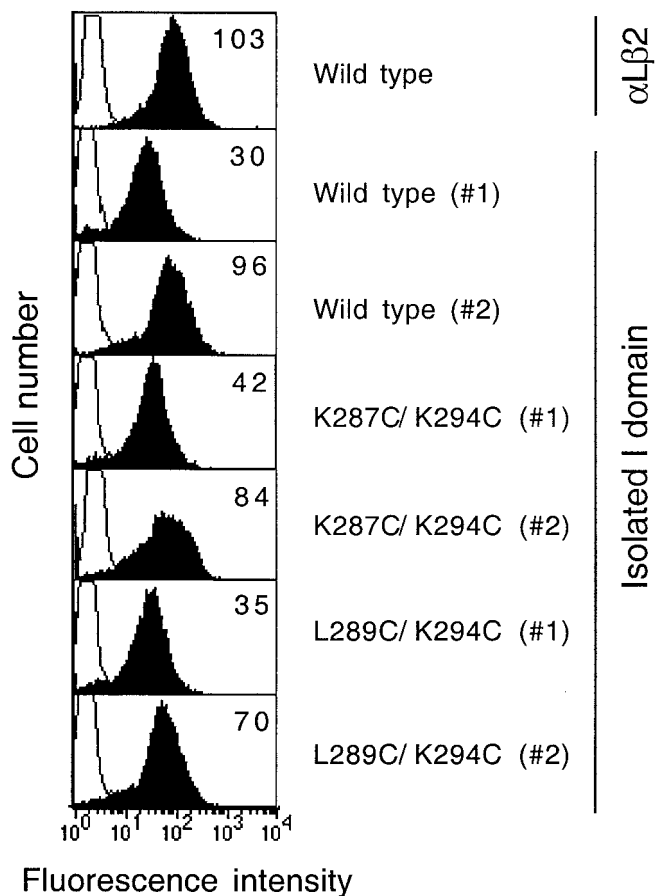 103
Wild type
αLβ2
30
Wild type (#1)
96
Wild type (#2)
42
K287C/ K294C (#1)
84
K287C/ K294C (#2)
35
L289C/ K294C (#1)
70
L289C/ K294C (#2)
Isolated I domain
Cell number
10⁰ 10¹ 10² 10³ 10⁴
Fluorescence intensity